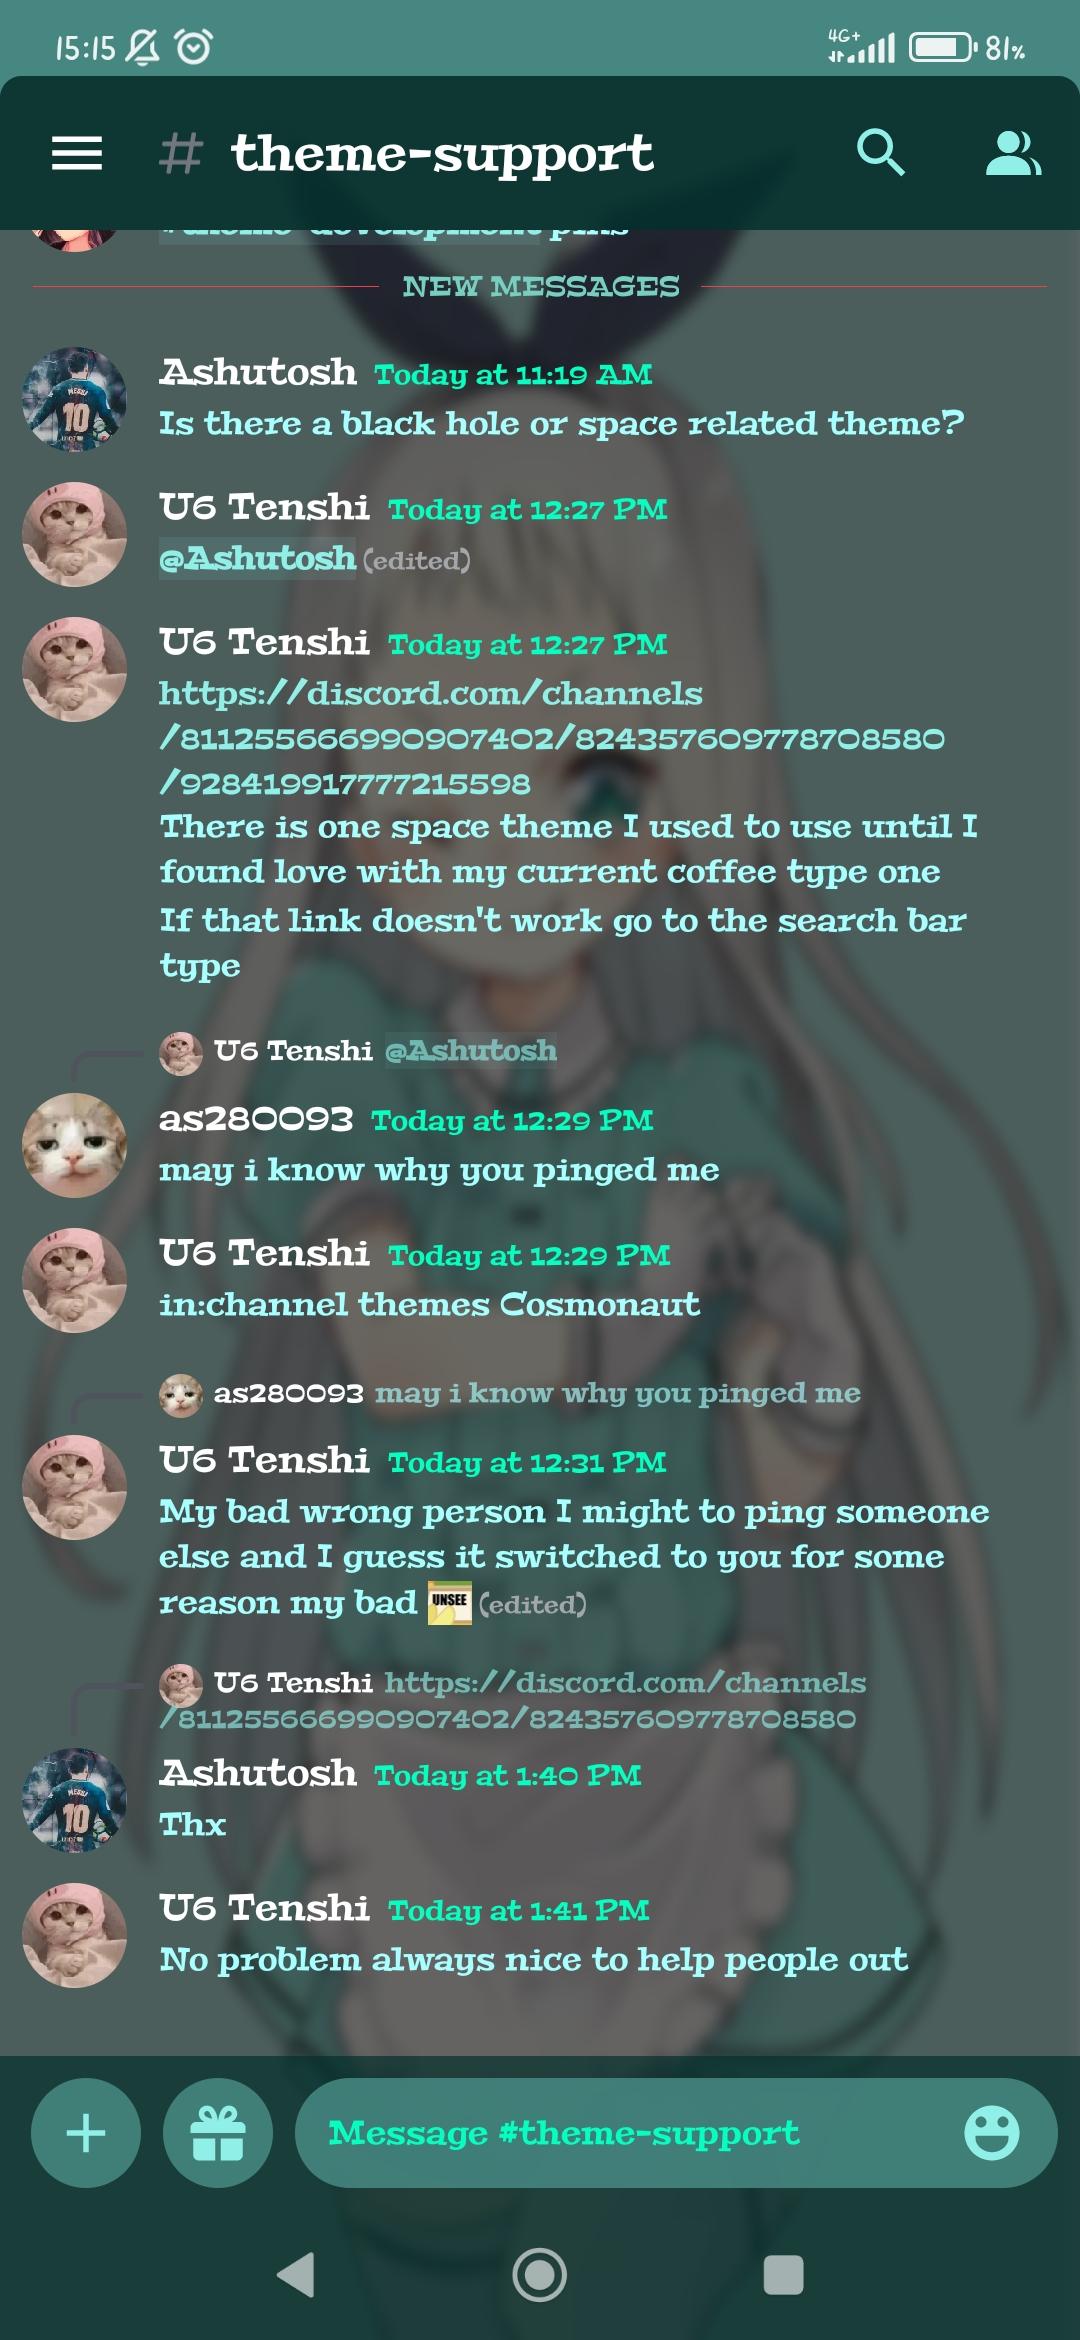 15:15 4G+ 81%
# theme-support
#theme-development pins
NEW MESSAGES
Ashutosh Today at 11:19 AM
Is there a black hole or space related theme?
U6 Tenshi Today at 12:27 PM
@Ashutosh (edited)
U6 Tenshi Today at 12:27 PM
https://discord.com/channels
/811255666990907402/824357609778708580
/928419917777215598
There is one space theme I used to use until I
found love with my current coffee type one
If that link doesn't work go to the search bar
type
U6 Tenshi @Ashutosh
as280093 Today at 12:29 PM
may i know why you pinged me
U6 Tenshi Today at 12:29 PM
in:channel themes Cosmonaut
as280093 may i know why you pinged me
U6 Tenshi Today at 12:31 PM
My bad wrong person I might to ping someone
else and I guess it switched to you for some
reason my bad UNSEE (edited)
U6 Tenshi https://discord.com/channels
/811255666990907402/824357609778708580
Ashutosh Today at 1:40 PM
Thx
U6 Tenshi Today at 1:41 PM
No problem always nice to help people out
Message #theme-support